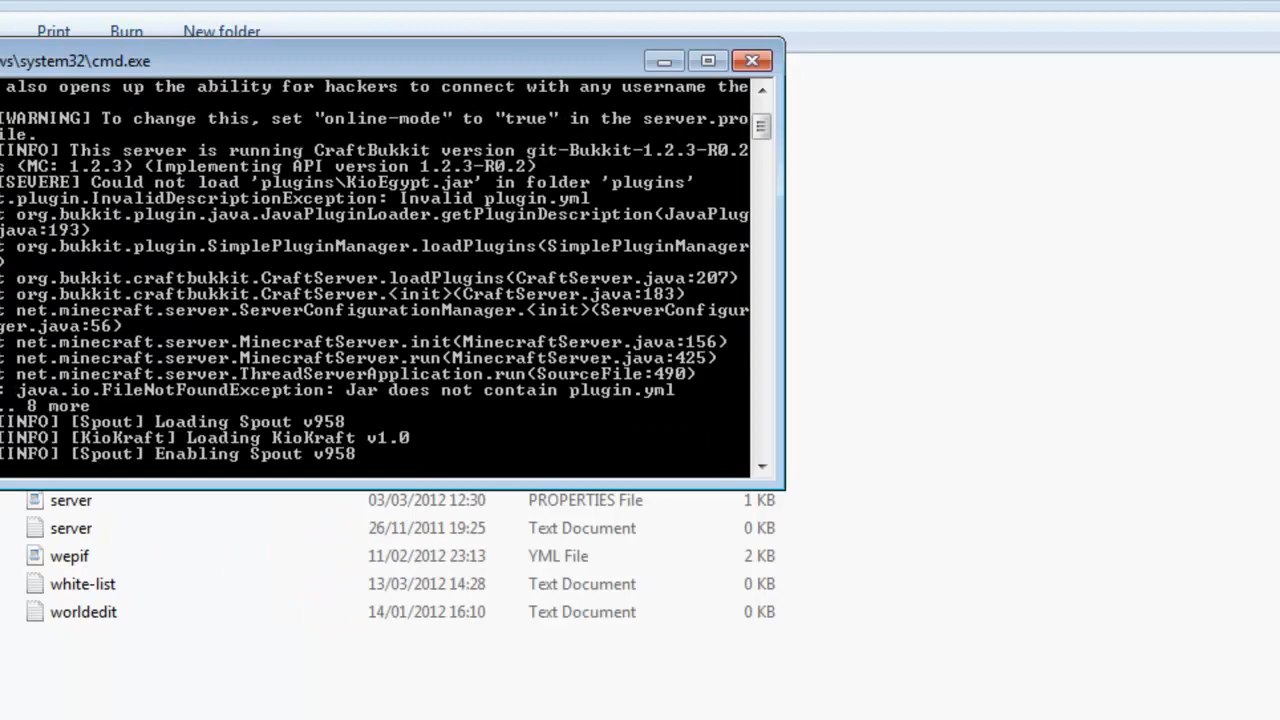 Print Burn New folder
ws\system32\cmd.exe
also opens up the ability for hackers to connect with any username the
[WARNING] To change this, set "online-mode" to "true" in the server.pro
ile.
[INFO] This server is running CraftBukkit version git-Bukkit-1.2.3-R0.2
s (MC: 1.2.3) (Implementing API version 1.2.3-R0.2)
[SEVERE] Could not load 'plugins\KioEgypt.jar' in folder 'plugins'
t.plugin.InvalidDescriptionException: Invalid plugin.yml
t org.bukkit.plugin.java.JavaPluginLoader.getPluginDescription(JavaPlug
java:193)
t org.bukkit.plugin.SimplePluginManager.loadPlugins(SimplePluginManager
)
t org.bukkit.craftbukkit.CraftServer.loadPlugins(CraftServer.java:207)
t org.bukkit.craftbukkit.CraftServer.<init>(CraftServer.java:183)
t net.minecraft.server.ServerConfigurationManager.<init>(ServerConfigur
ger.java:56)
t net.minecraft.server.MinecraftServer.init(MinecraftServer.java:156)
t net.minecraft.server.MinecraftServer.run(MinecraftServer.java:425)
t net.minecraft.server.ThreadServerApplication.run(SourceFile:490)
: java.io.FileNotFoundException: Jar does not contain plugin.yml
.. 8 more
[INFO] [Spout] Loading Spout v958
[INFO] [KioKraft] Loading KioKraft v1.0
[INFO] [Spout] Enabling Spout v958
server 03/03/2012 12:30 PROPERTIES File 1 KB
server 26/11/2011 19:25 Text Document 0 KB
wepif 11/02/2012 23:13 YML File 2 KB
white-list 13/03/2012 14:28 Text Document 0 KB
worldedit 14/01/2012 16:10 Text Document 0 KB